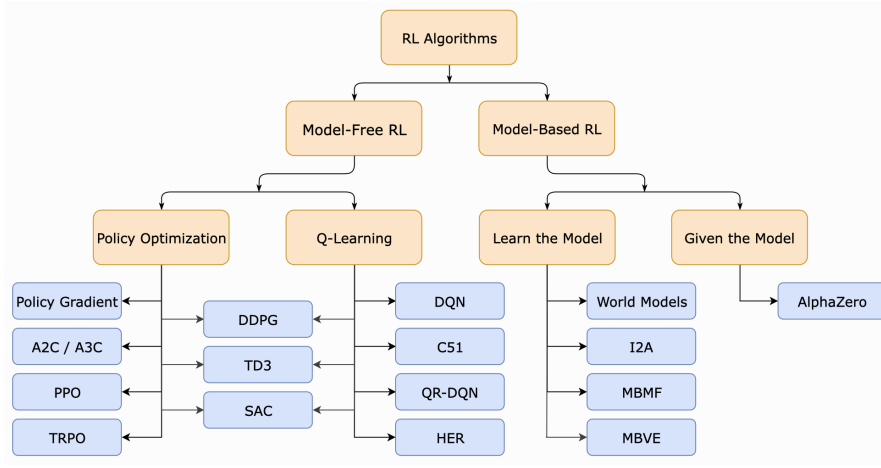 RL Algorithms
Model-Free RL
Model-Based RL
Policy Optimization
Q-Learning
Learn the Model
Given the Model
Policy Gradient
A2C / A3C
PPO
TRPO
DDPG
TD3
SAC
DQN
C51
QR-DQN
HER
World Models
I2A
MBMF
MBVE
AlphaZero